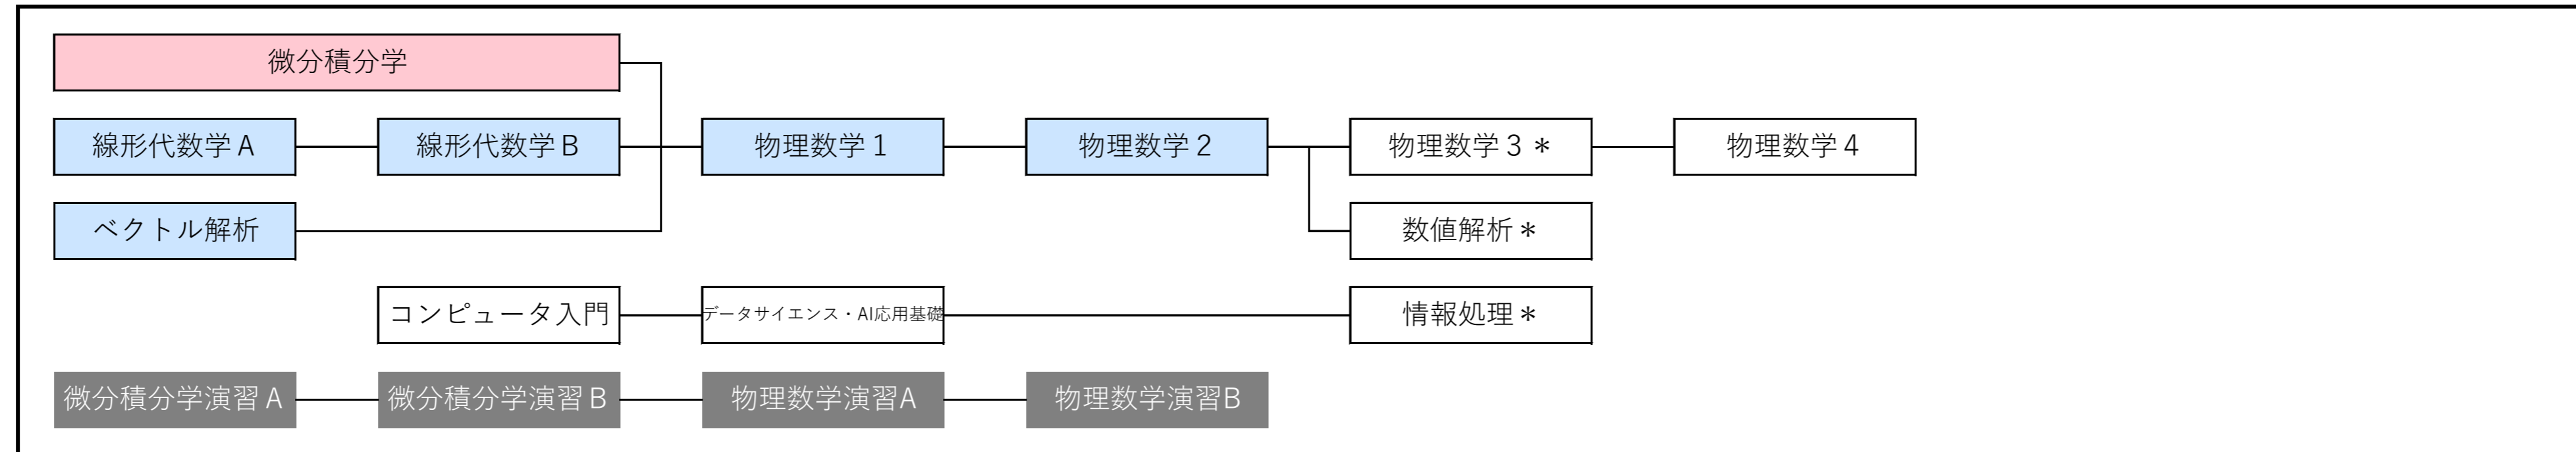 微分積分学
線形代数学A
線形代数学B
物理数学1
物理数学2
物理数学3＊
物理数学4
ベクトル解析
数値解析＊
コンピュータ入門
データサイエンス・AI応用基礎
情報処理＊
微分積分学演習A
微分積分学演習B
物理数学演習A
物理数学演習B